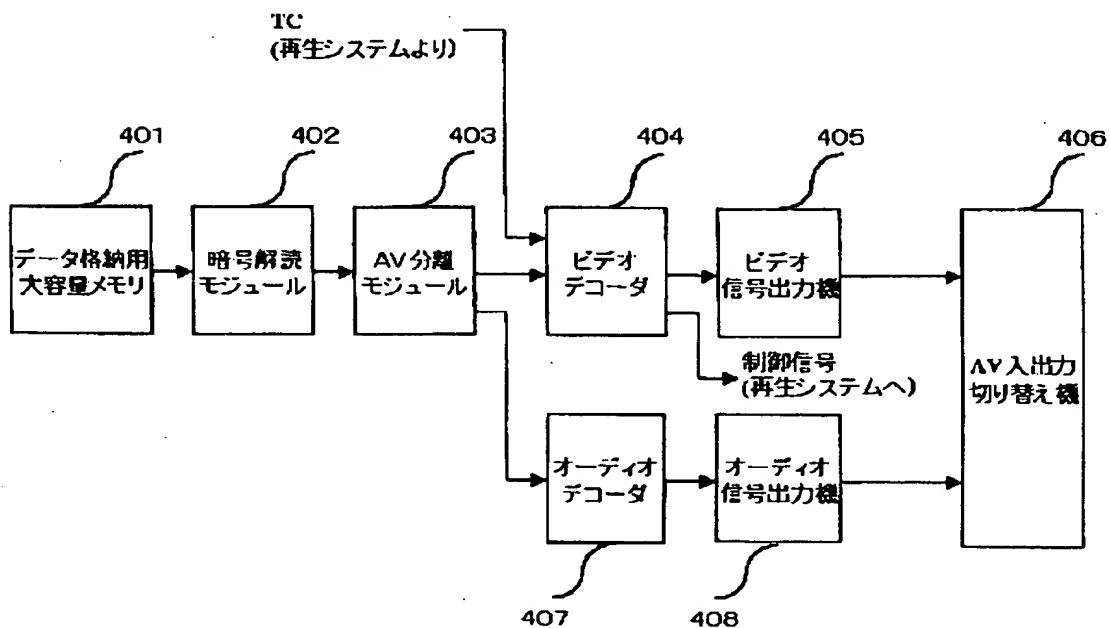 TC
(再生システムより)
401
402
403
404
405
406
データ格納用
大容量メモリ
暗号解読
モジュール
AV分離
モジュール
ビデオ
デコーダ
ビデオ
信号出力機
AV入出力
切り替え機
制御信号
(再生システムへ)
オーディオ
デコーダ
オーディオ
信号出力機
407
408